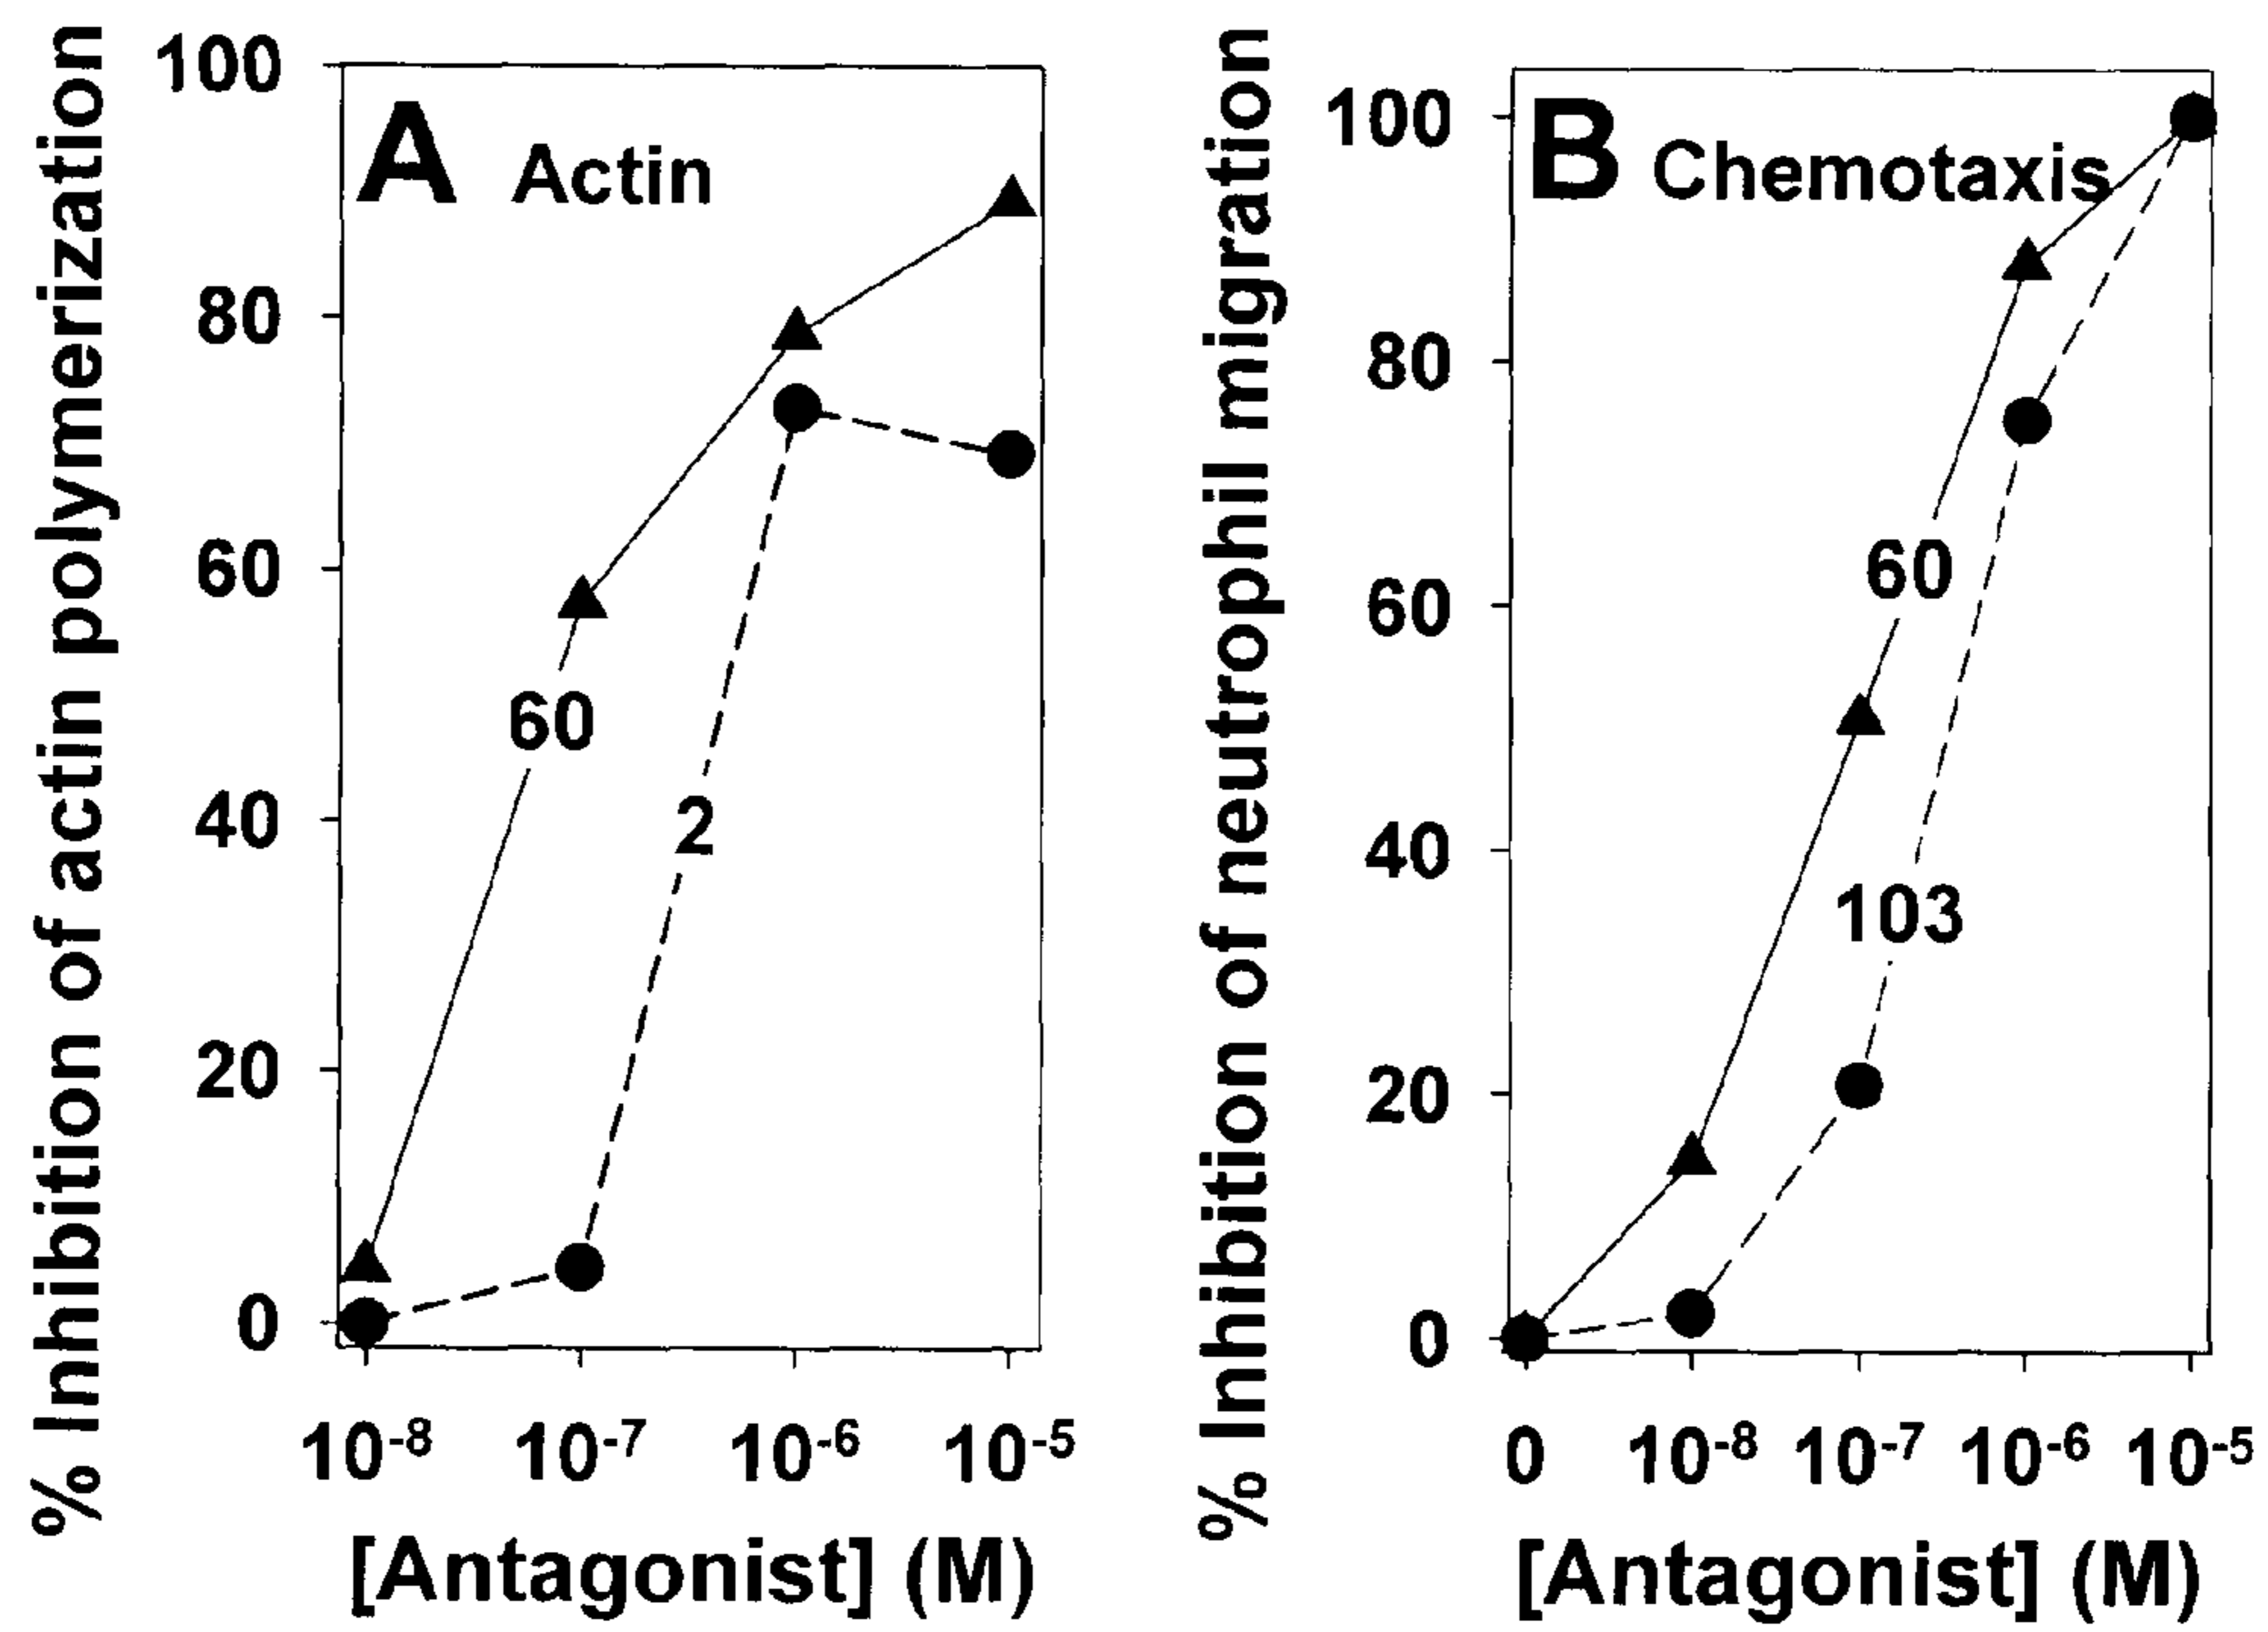 % Inhibition of actin polymerization
100
80
60
40
20
0
A Actin
60
2
10-8 10-7 10-6 10-5
[Antagonist] (M)
% Inhibition of neutrophil migration
100
80
60
40
20
0
B Chemotaxis
60
103
0 10-8 10-7 10-6 10-5
[Antagonist] (M)